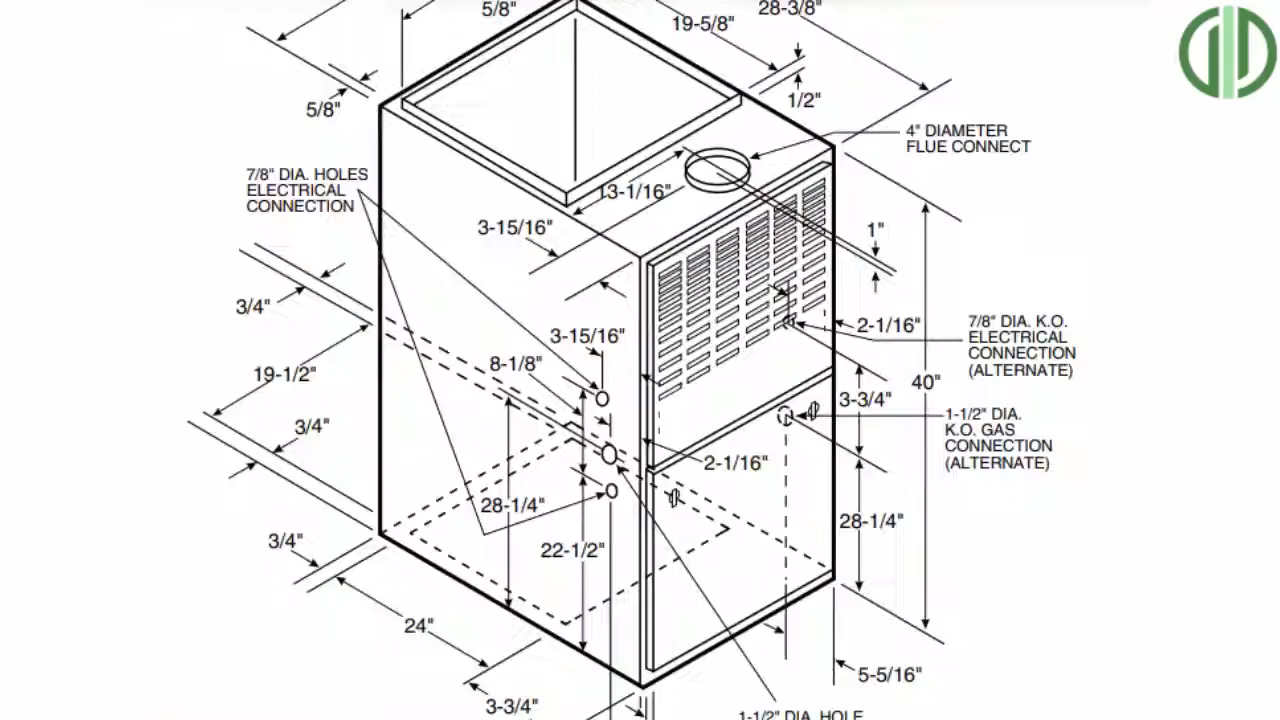 5/8"
19-5/8"
28-3/8"
5/8"
1/2"
4" DIAMETER
FLUE CONNECT
7/8" DIA. HOLES
ELECTRICAL
CONNECTION
13-1/16"
3-15/16"
1"
3/4"
2-1/16"
7/8" DIA. K.O.
ELECTRICAL
CONNECTION
(ALTERNATE)
3-15/16"
8-1/8"
19-1/2"
40"
3-3/4"
1-1/2" DIA.
K.O. GAS
CONNECTION
(ALTERNATE)
3/4"
2-1/16"
28-1/4"
28-1/4"
3/4"
22-1/2"
24"
5-5/16"
3-3/4"
1-1/2" DIA. HOLE